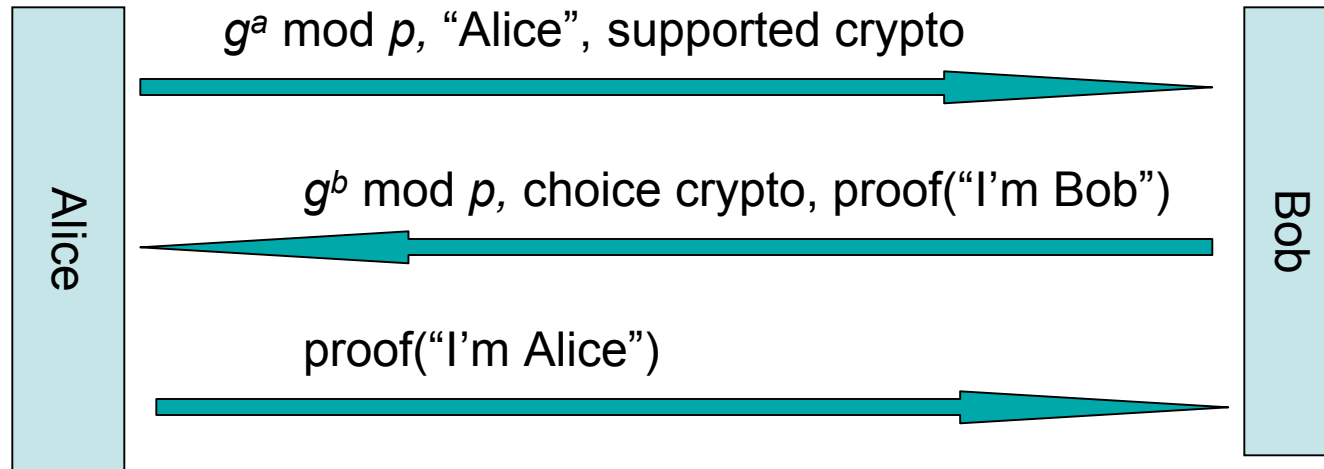 gᵃ mod p, “Alice”, supported crypto
Alice
gᵇ mod p, choice crypto, proof(“I’m Bob”)
Bob
proof(“I’m Alice”)